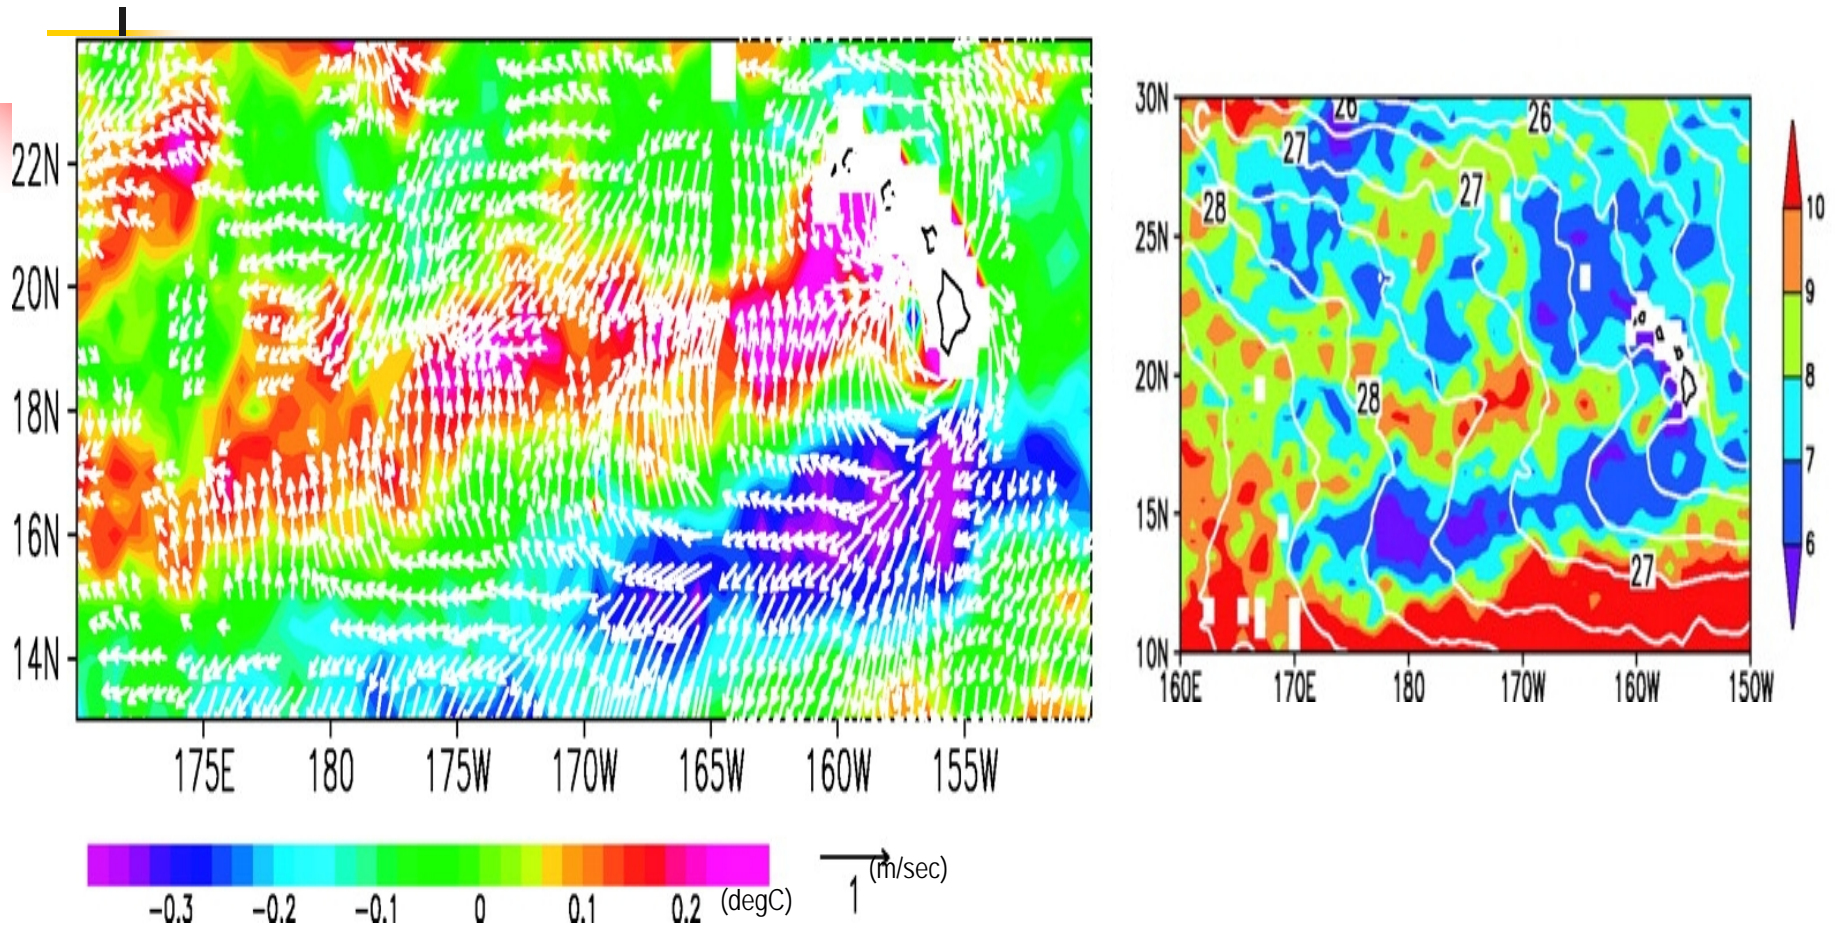 22N
20N
18N
16N
14N
175E 180 175W 170W 165W 160W 155W
-0.3 -0.2 -0.1 0 0.1 0.2 (degC)
1 (m/sec)
30N
25N
20N
15N
10N
160E 170E 180 170W 160W 150W
C
26
26
27
27
28
28
27
10
9
8
7
6